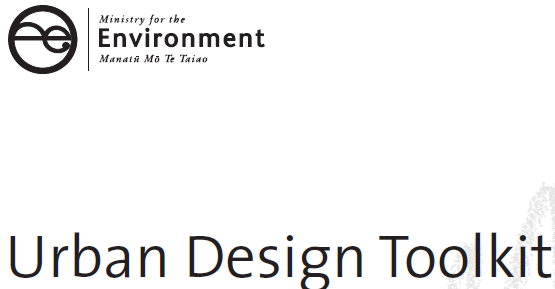 Ministry for the
Environment
Manatū Mō Te Taiao
Urban Design Toolkit